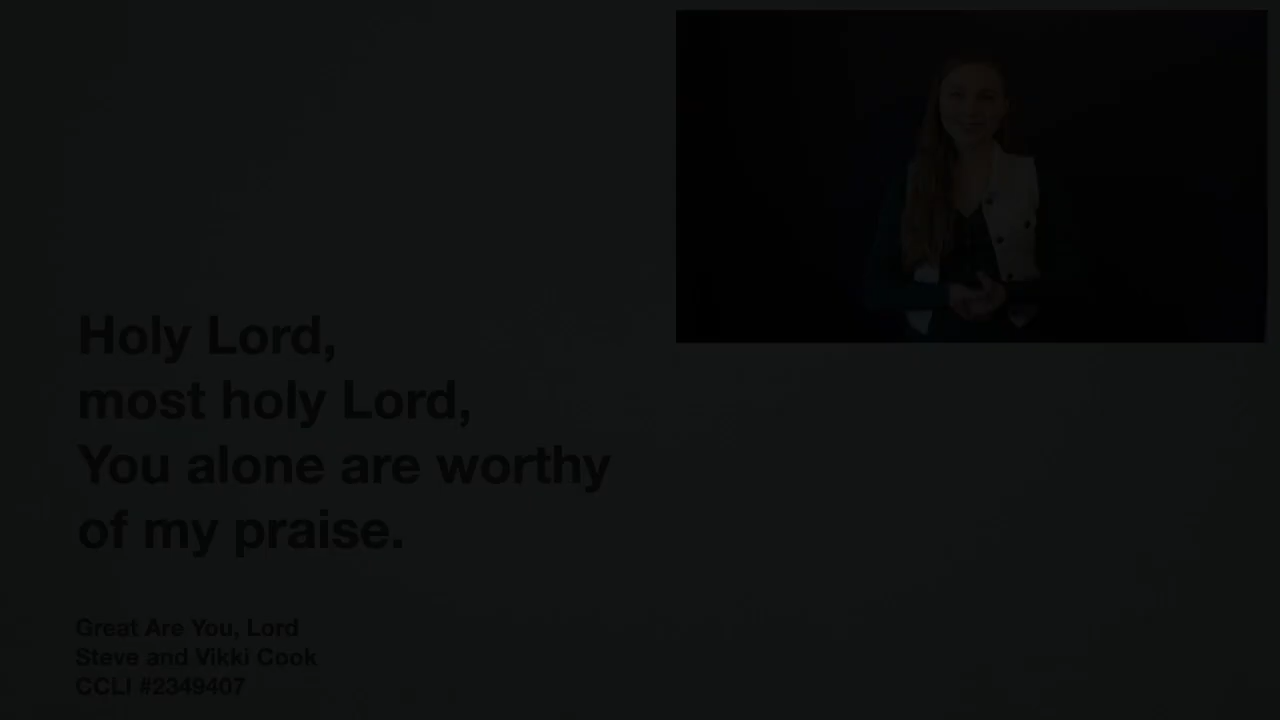 Holy Lord,
most holy Lord,
You alone are worthy
of my praise.
Great Are You, Lord
Steve and Vikki Cook
CCLI #2349407